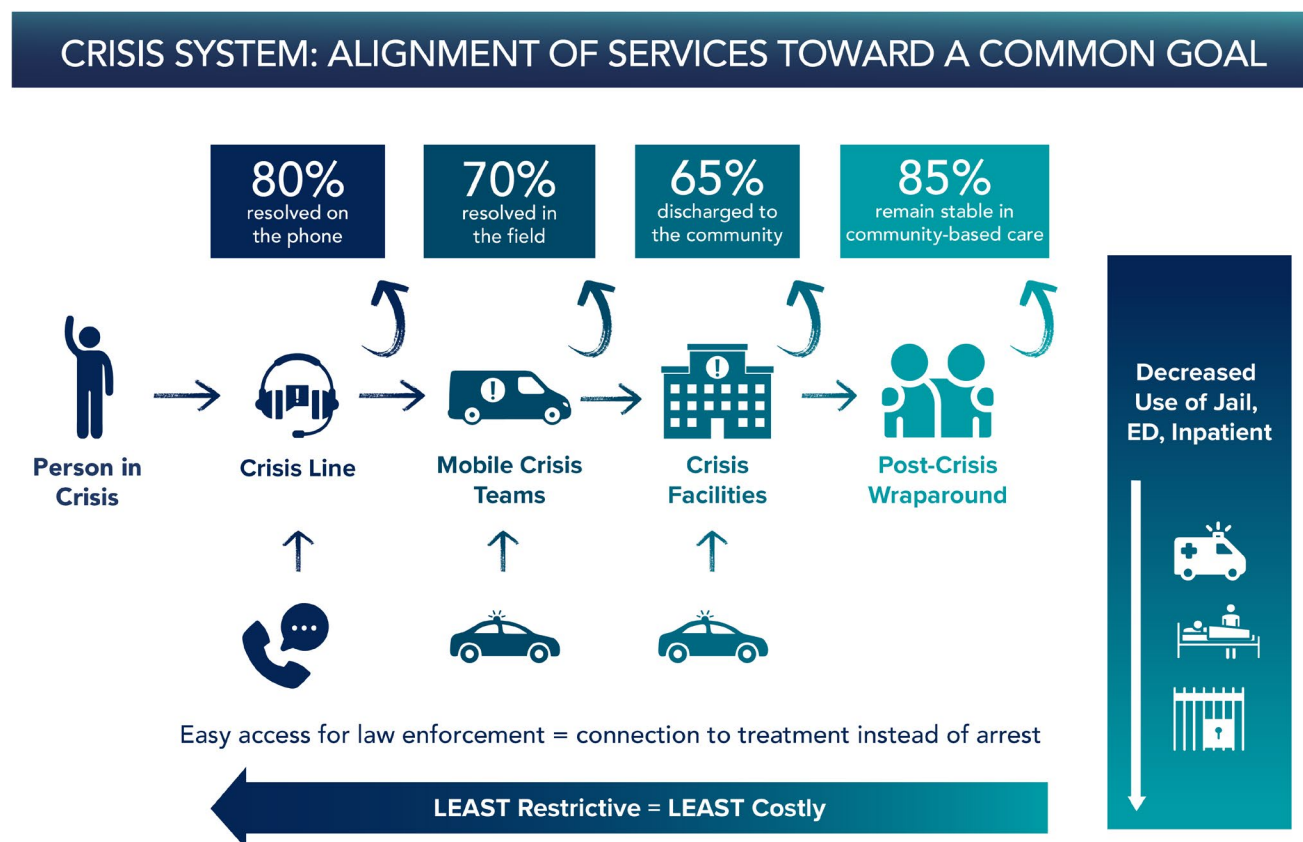 CRISIS SYSTEM: ALIGNMENT OF SERVICES TOWARD A COMMON GOAL
80%
resolved on
the phone
70%
resolved in
the field
65%
discharged to
the community
85%
remain stable in
community-based care
Person in
Crisis
Crisis Line
Mobile Crisis
Teams
Crisis
Facilities
Post-Crisis
Wraparound
Decreased
Use of Jail,
ED, Inpatient
Easy access for law enforcement = connection to treatment instead of arrest
LEAST Restrictive = LEAST Costly